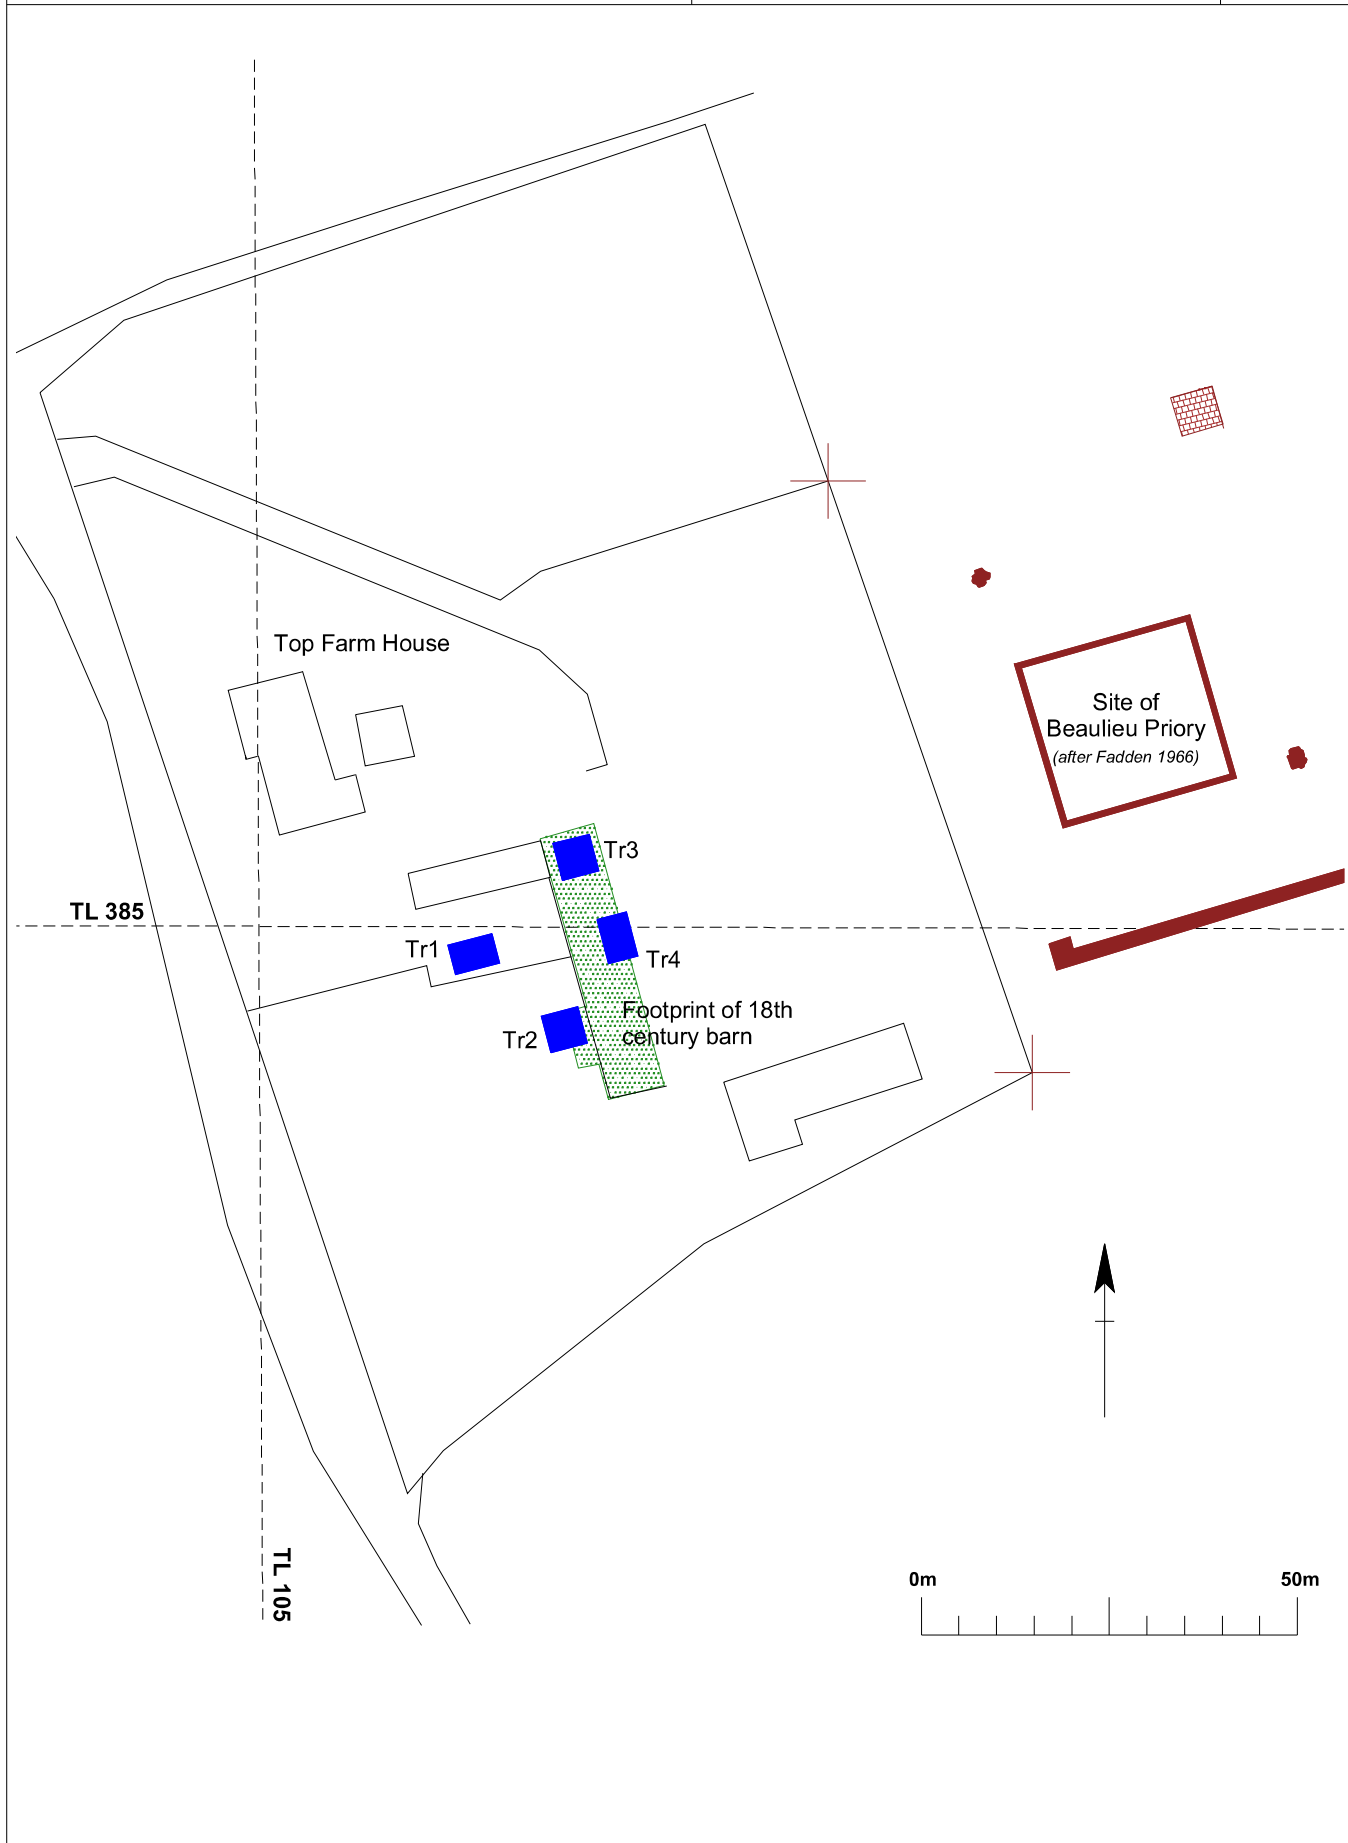 Top Farm House
Site of
Beaulieu Priory
(after Fadden 1966)
Tr3
TL 385
Tr1
Tr4
Footprint of 18th
century barn
Tr2
TL 105
0m
50m